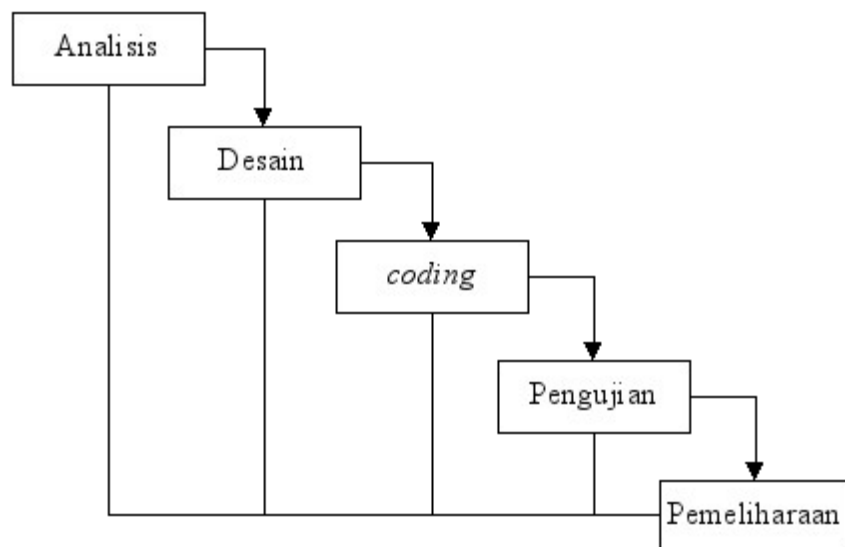 Analisis
Desain
coding
Pengujian
Pemeliharaan